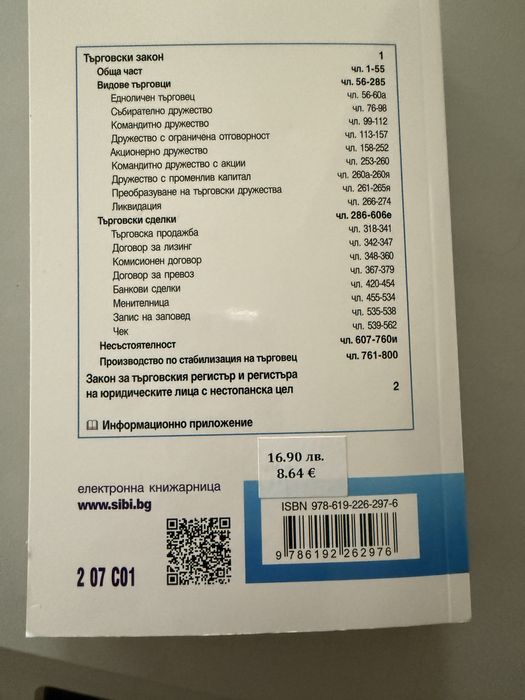 Търговски закон 1
Обща част чл. 1-55
Видове търговци чл. 56-285
Едноличен търговец чл. 56-60а
Събирателно дружество чл. 76-98
Командитно дружество чл. 99-112
Дружество с ограничена отговорност чл. 113-157
Акционерно дружество чл. 158-252
Командитно дружество с акции чл. 253-260
Дружество с променлив капитал чл. 260а-260я
Преобразуване на търговски дружества чл. 261-265я
Ликвидация чл. 266-274
Търговски сделки чл. 286-606е
Търговска продажба чл. 318-341
Договор за лизинг чл. 342-347
Комисионен договор чл. 348-360
Договор за превоз чл. 367-379
Банкови сделки чл. 420-454
Менителница чл. 455-534
Запис на заповед чл. 535-538
Чек чл. 539-562
Несъстоятелност чл. 607-760и
Производство по стабилизация на търговец чл. 761-800
Закон за търговския регистър и регистъра
на юридическите лица с нестопанска цел 2
Информационно приложение
16.90 лв.
8.64 €
електронна книжарница
www.sibi.bg
ISBN 978-619-226-297-6
9 786192 262976
2 07 C01